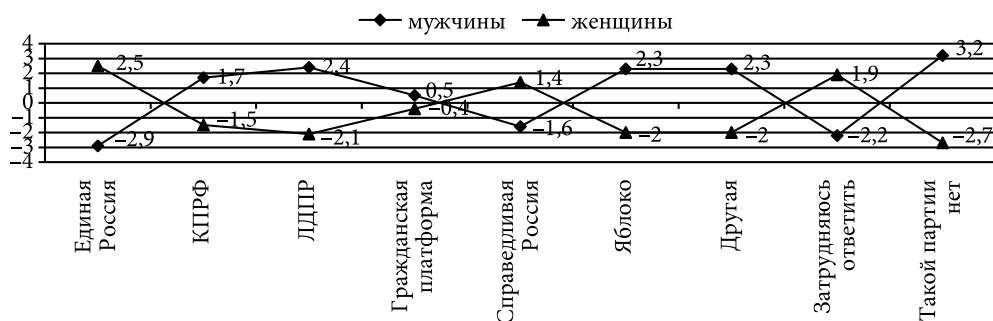 мужчины женщины
4
3
2
1
0
–1
–2
–3
–4
2,5
–2,9
1,7
–1,5
2,4
–2,1
0,5
–0,4
1,4
–1,6
2,3
–2
2,3
–2
1,9
–2,2
3,2
–2,7
Единая
Россия
КПРФ
ЛДПР
Гражданская
платформа
Справедливая
Россия
Яблоко
Другая
Затрудняюсь
ответить
Такой партии
нет